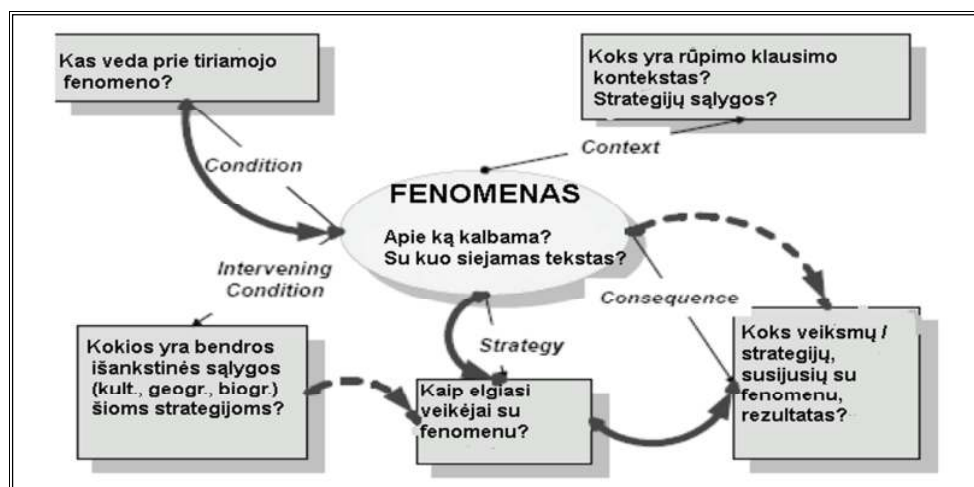 Kas veda prie tiriamojo
fenomeno?
Koks yra rūpimo klausimo
kontekstas?
Strategijų sąlygos?
Condition
Context
FENOMENAS
Apie ką kalbama?
Su kuo siejamas tekstas?
Intervening
Condition
Consequence
Strategy
Kokios yra bendros
išankstinės sąlygos
(kult., geogr., biogr.)
šioms strategijoms?
Kaip elgiasi
veikėjai su
fenomenu?
Koks veiksmų /
strategijų,
susijusių su
fenomenu,
rezultatas?